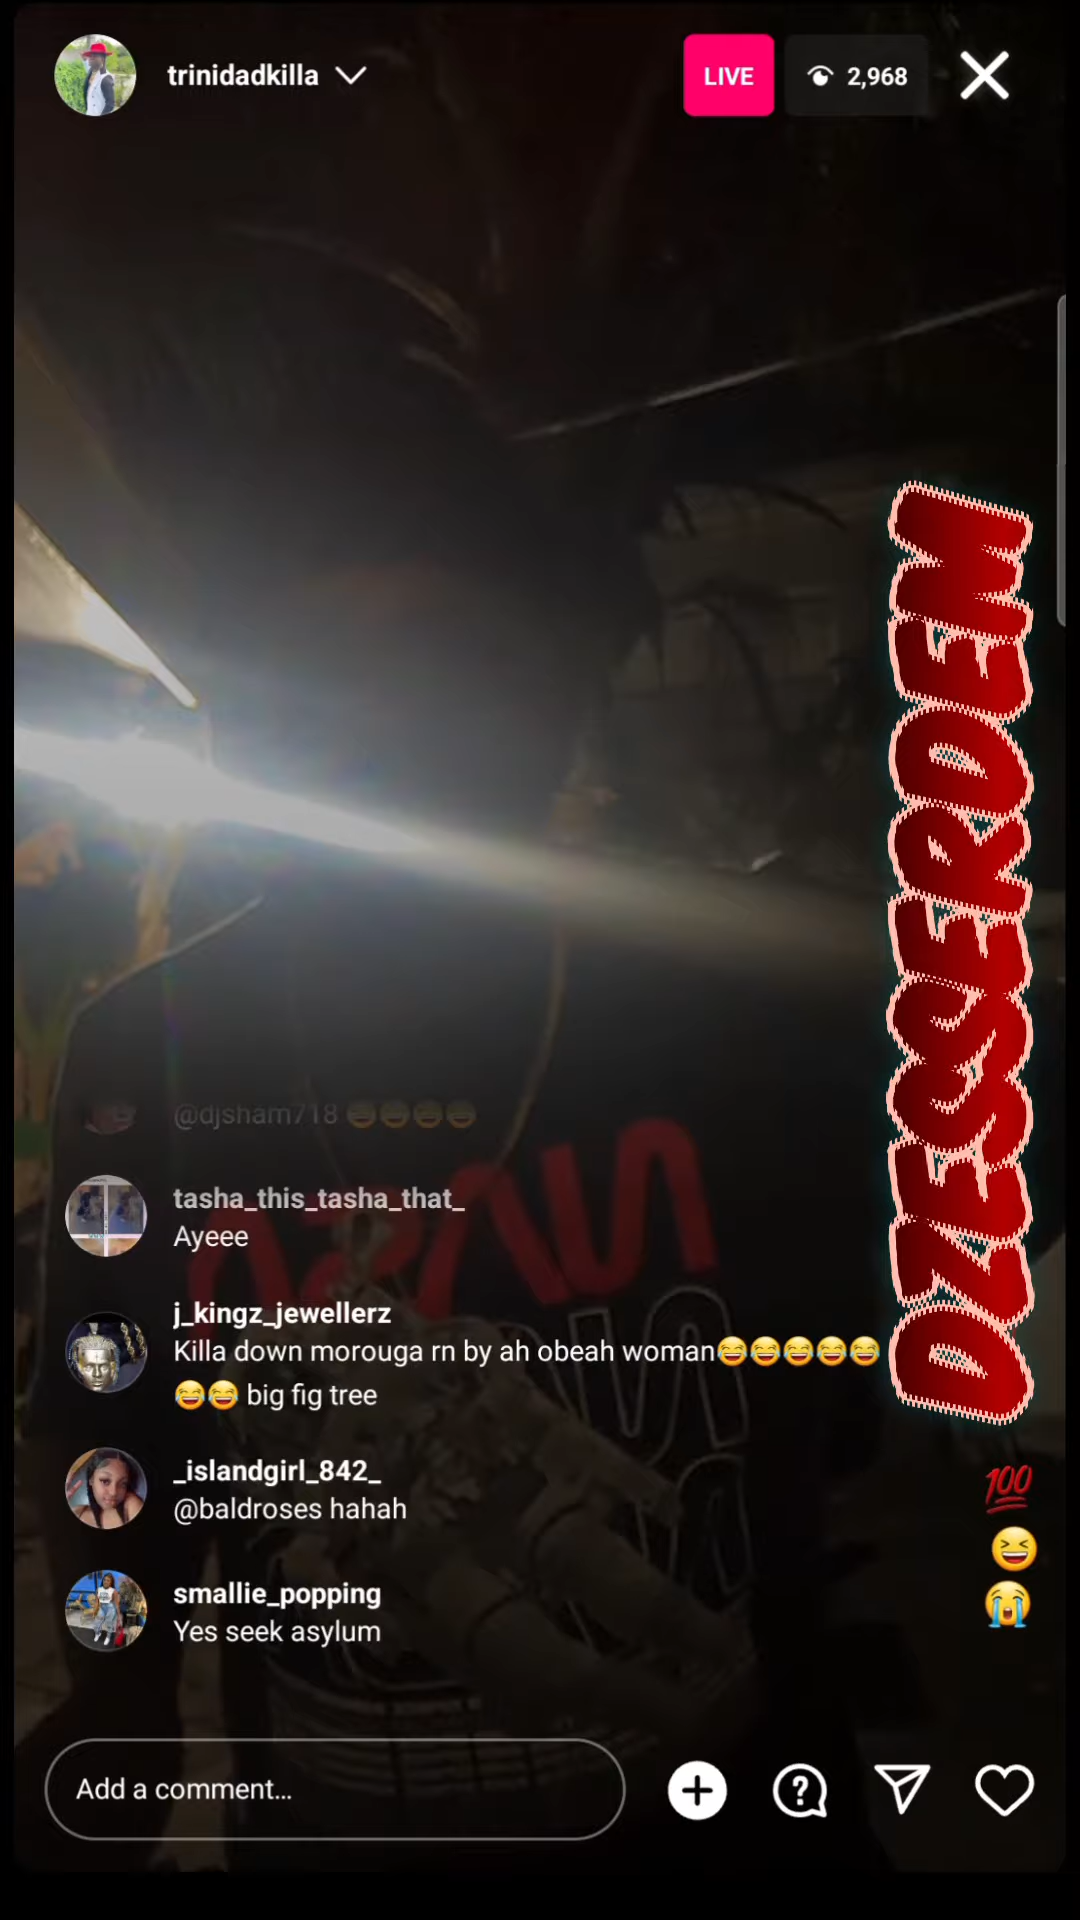 trinidadkilla
LIVE
2,968
DZESSERDEM
@djsham718 😄😄😄😄
tasha_this_tasha_that_
Ayeee
j_kingz_jewellerz
Killa down morouga rn by ah obeah woman😂😂😂😂😂
😂😂 big fig tree
_islandgirl_842_
@baldroses hahah
💯
😆
smallie_popping
Yes seek asylum
😭
Add a comment...